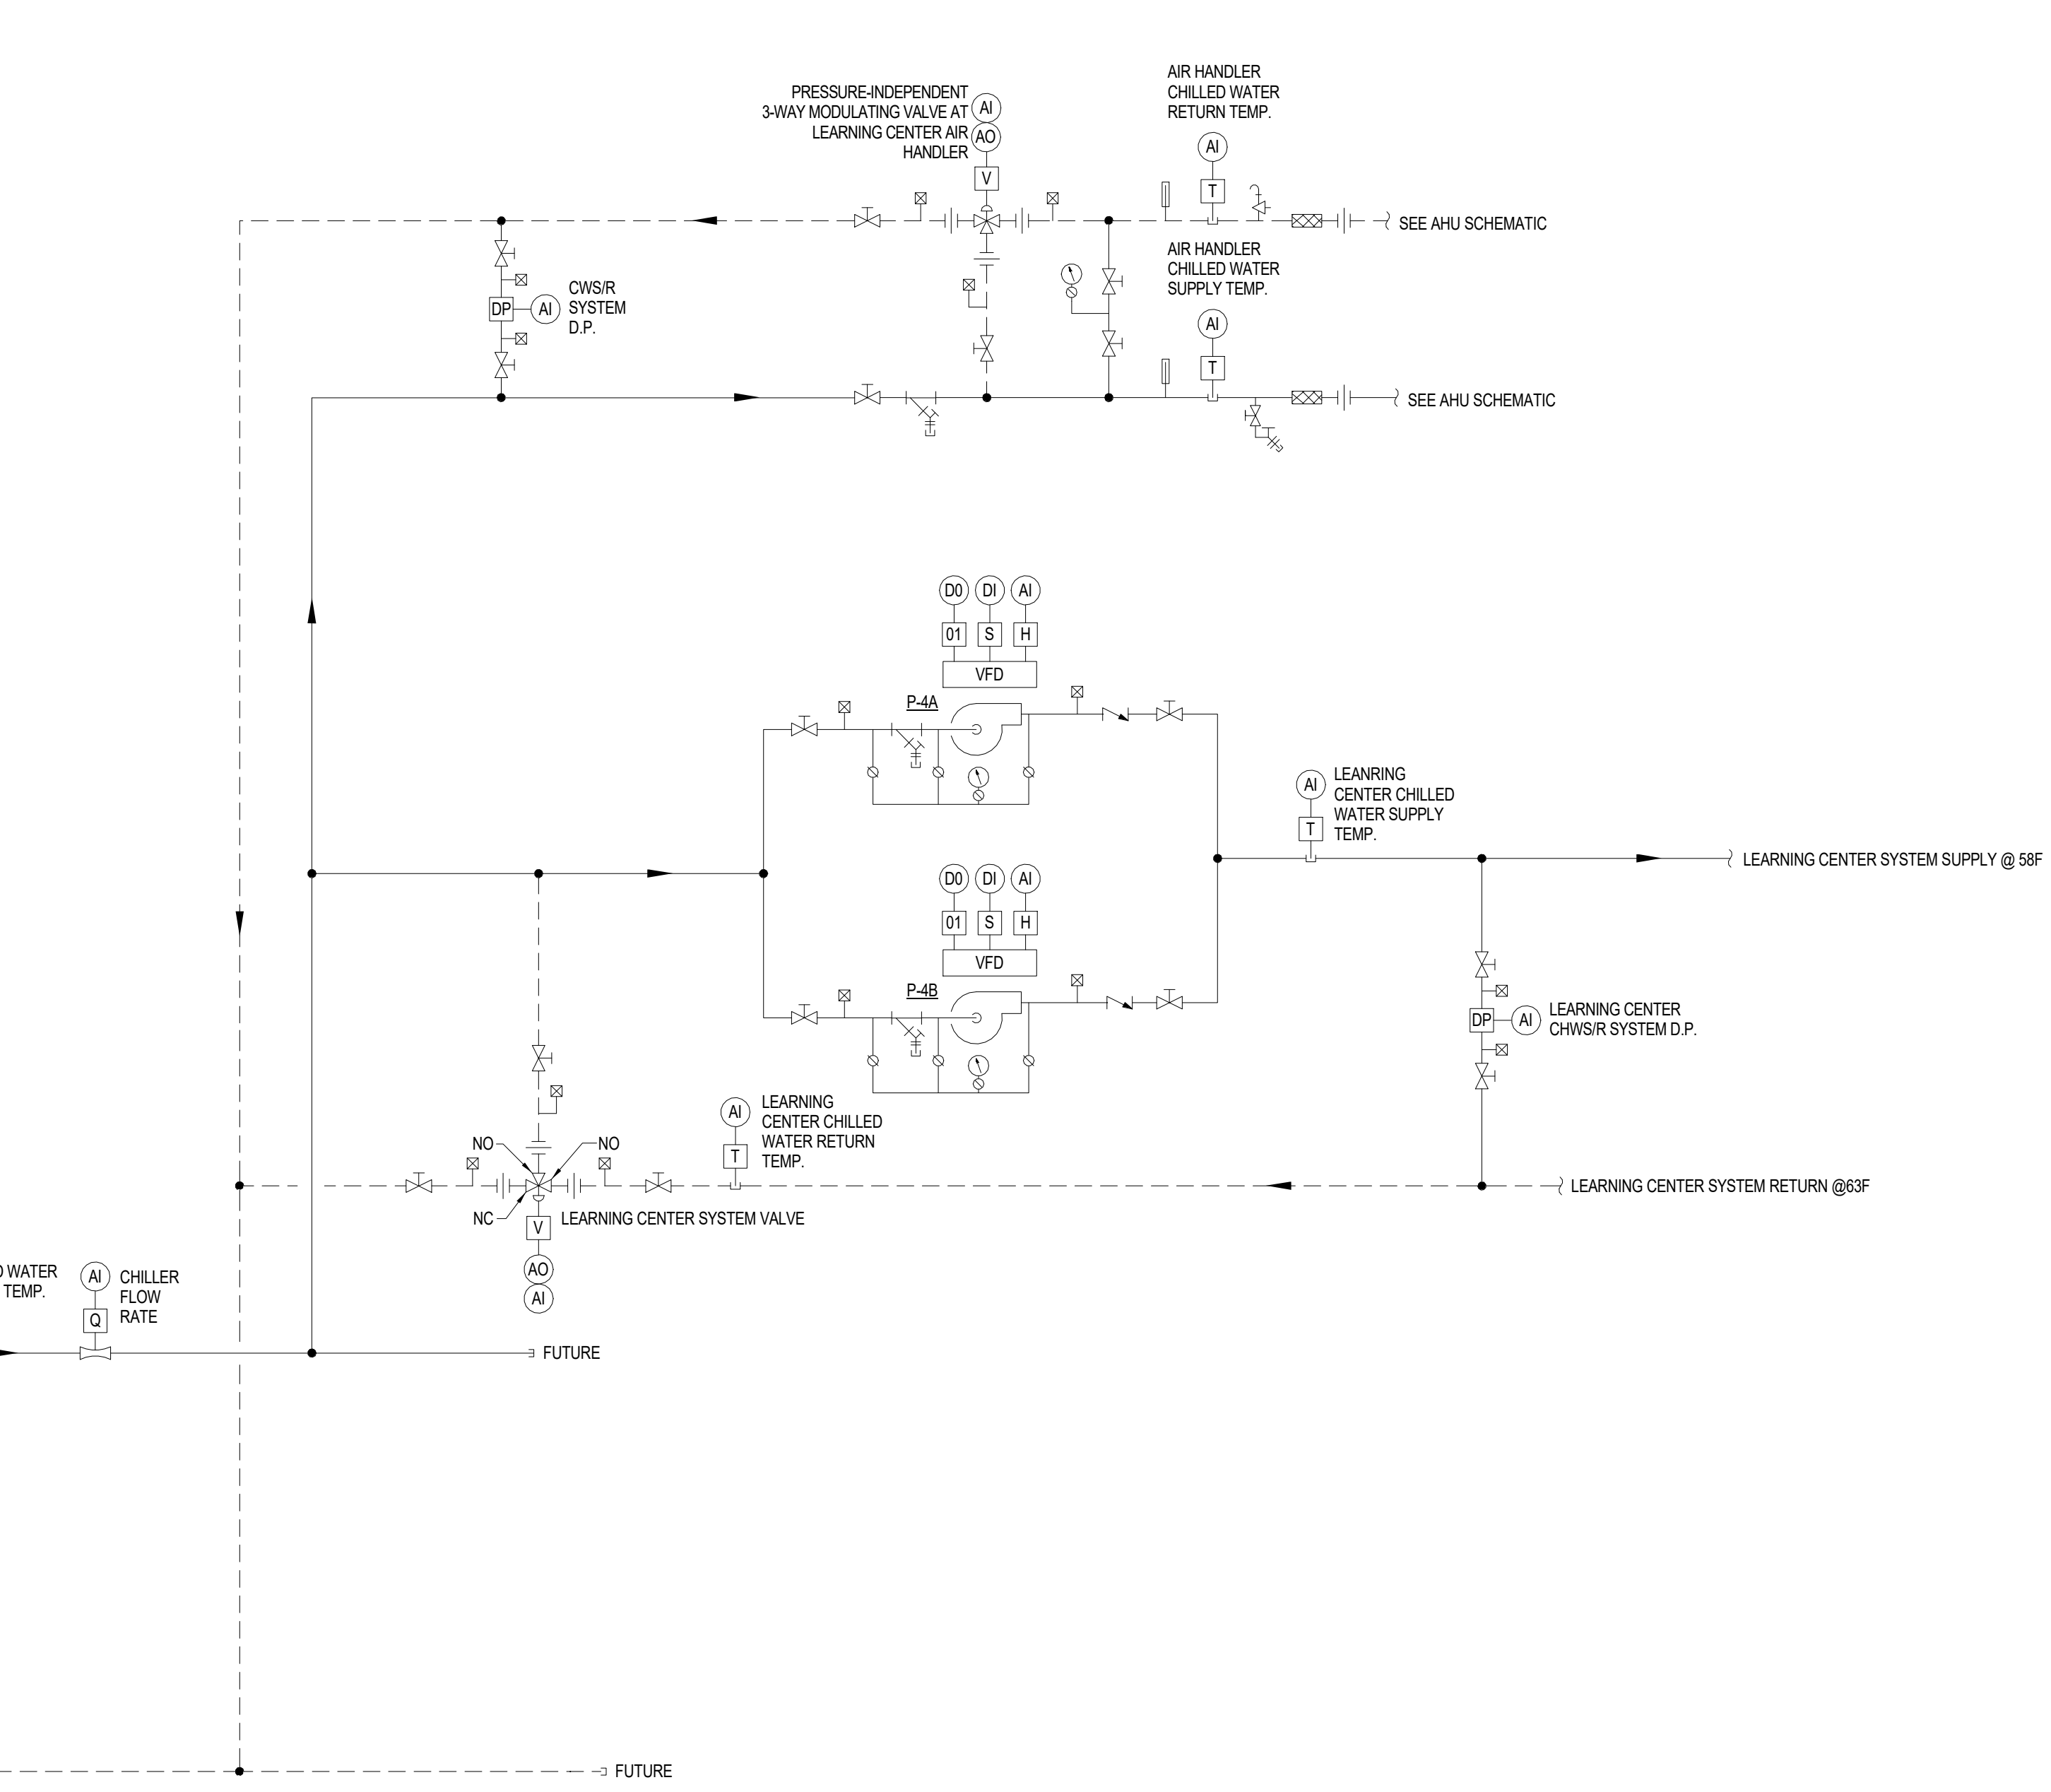 AIR HANDLER
CHILLED WATER
RETURN TEMP.
PRESSURE-INDEPENDENT
3-WAY MODULATING VALVE AT
LEARNING CENTER AIR
HANDLER
AI
AO
V
AI
T
SEE AHU SCHEMATIC
AIR HANDLER
CHILLED WATER
SUPPLY TEMP.
CWS/R
SYSTEM
D.P.
DP
AI
AI
T
SEE AHU SCHEMATIC
D0
DI
AI
01
S
H
VFD
P-4A
AI
LEANRING
CENTER CHILLED
WATER SUPPLY
TEMP.
T
LEARNING CENTER SYSTEM SUPPLY @ 58F
D0
DI
AI
01
S
H
VFD
P-4B
DP
AI
LEARNING CENTER
CHWS/R SYSTEM D.P.
AI
LEARNING
CENTER CHILLED
WATER RETURN
TEMP.
T
NO
NO
NC
V
LEARNING CENTER SYSTEM VALVE
AO
AI
LEARNING CENTER SYSTEM RETURN @63F
D WATER
TEMP.
AI
CHILLER
FLOW
RATE
Q
FUTURE
FUTURE